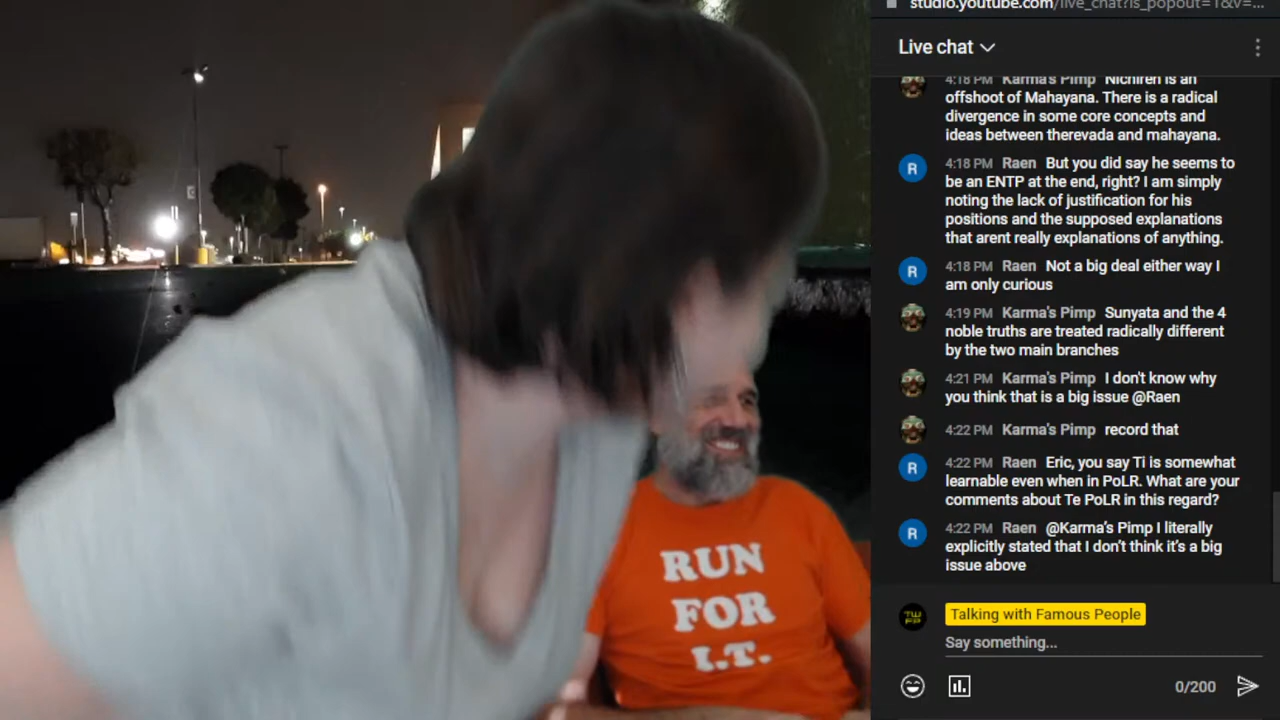 studio.youtube.com/live_chat?is_popout=1&v=...
Live chat
4:18 PM Karma's Pimp Nichiren is an
offshoot of Mahayana. There is a radical
divergence in some core concepts and
ideas between therevada and mahayana.
R 4:18 PM Raen But you did say he seems to
be an ENTP at the end, right? I am simply
noting the lack of justification for his
positions and the supposed explanations
that arent really explanations of anything.
R 4:18 PM Raen Not a big deal either way I
am only curious
4:19 PM Karma's Pimp Sunyata and the 4
noble truths are treated radically different
by the two main branches
4:21 PM Karma's Pimp I don't know why
you think that is a big issue @Raen
4:22 PM Karma's Pimp record that
R 4:22 PM Raen Eric, you say Ti is somewhat
learnable even when in PoLR. What are your
comments about Te PoLR in this regard?
R 4:22 PM Raen @Karma's Pimp I literally
explicitly stated that I don't think it's a big
issue above
TW
FP
Talking with Famous People
Say something...
0/200
RUN
FOR
I.T.